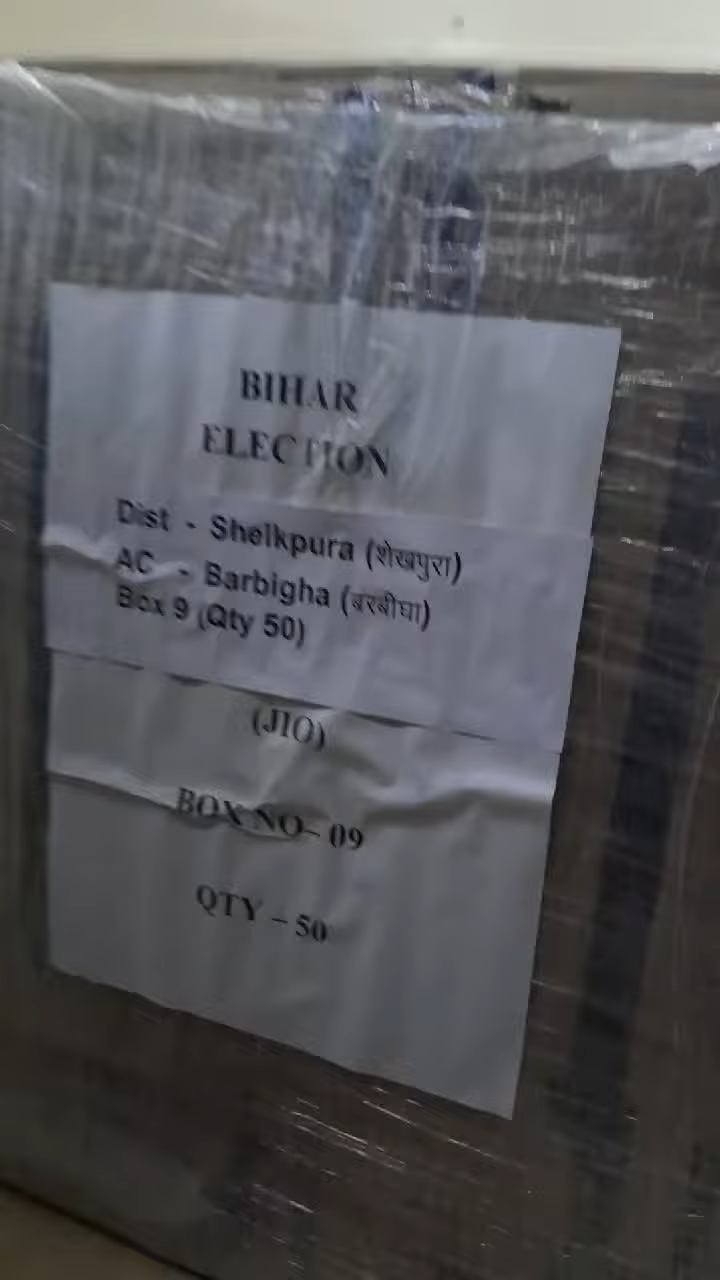 BIHAR
ELECTION
Dist - Sheikpura (शेखपुरा)
AC - Barbigha (बरबीघा)
Box 9 (Qty 50)
(JIO)
BOX NO- 09
QTY - 50